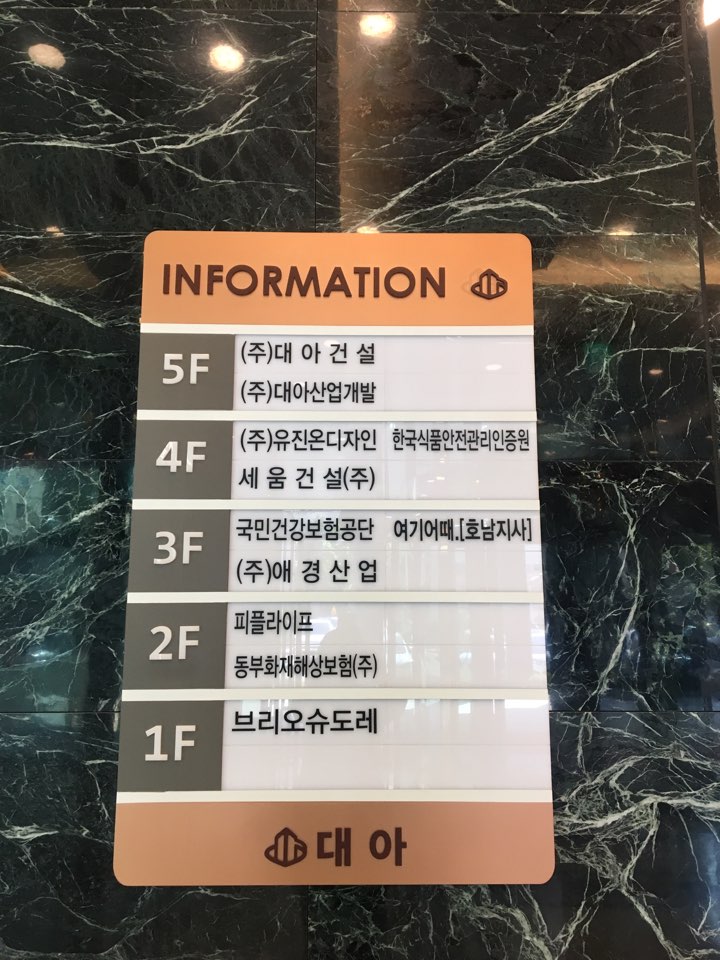 INFORMATION
5F
(주)대 아 건 설
(주)대아산업개발
4F
(주)유진온디자인 한국식품안전관리인증원
세 움 건 설(주)
3F
국민건강보험공단 여기어때.[호남지사]
(주)애 경 산 업
2F
피플라이프
동부화재해상보험(주)
1F
브리오슈도레
대 아